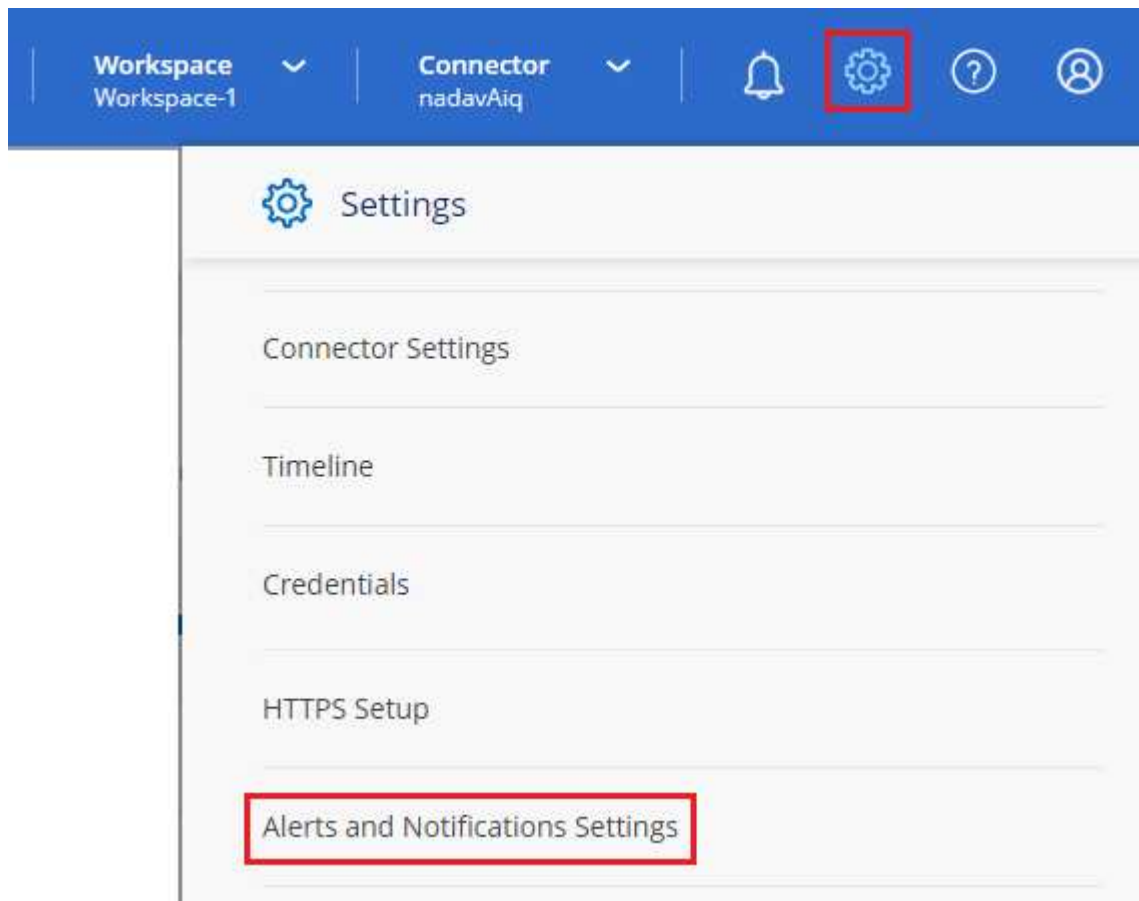 Workspace
Workspace-1
Connector
nadavAiq
Settings
Connector Settings
Timeline
Credentials
HTTPS Setup
Alerts and Notifications Settings